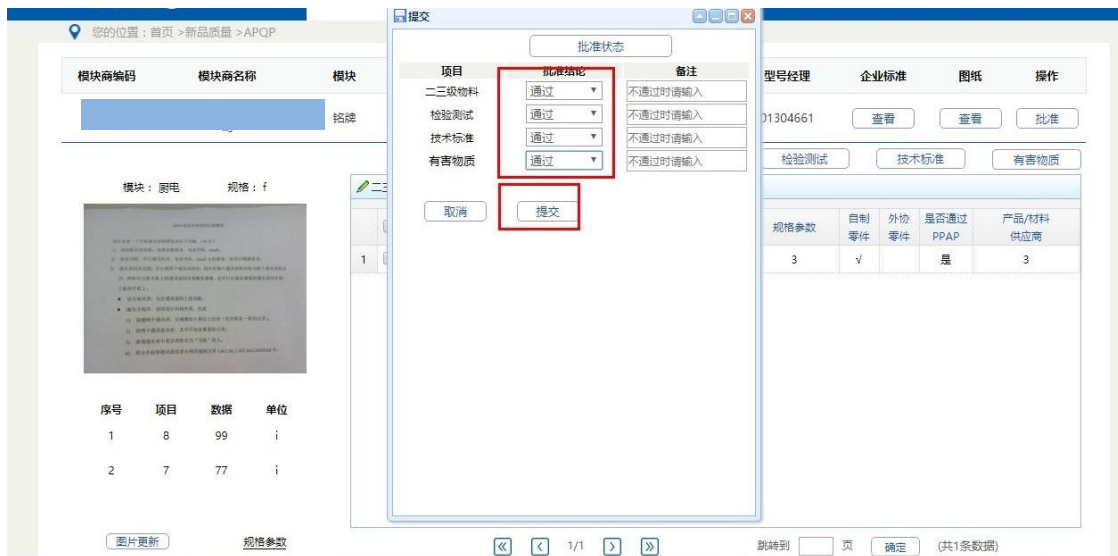 提交
您的位置：首页 >新品质量 >APQP
批准状态
模块商编码 模块商名称 模块 型号经理 企业标准 图纸 操作
项目 批准结论 备注
二三级物料 通过 不通过时请输入
检验测试 通过 不通过时请输入
技术标准 通过 不通过时请输入
有害物质 通过 不通过时请输入
取消 提交
铭牌 01304661 查看 查看 批准
检验测试 技术标准 有害物质
模块：厨电 规格：f
二三
规格参数 自制零件 外协零件 是否通过PPAP 产品/材料供应商
1 3 √ 是 3
序号 项目 数据 单位
1 8 99 i
2 7 77 i
图片更新 规格参数
1/1 跳转到 页 确定 (共1条数据)